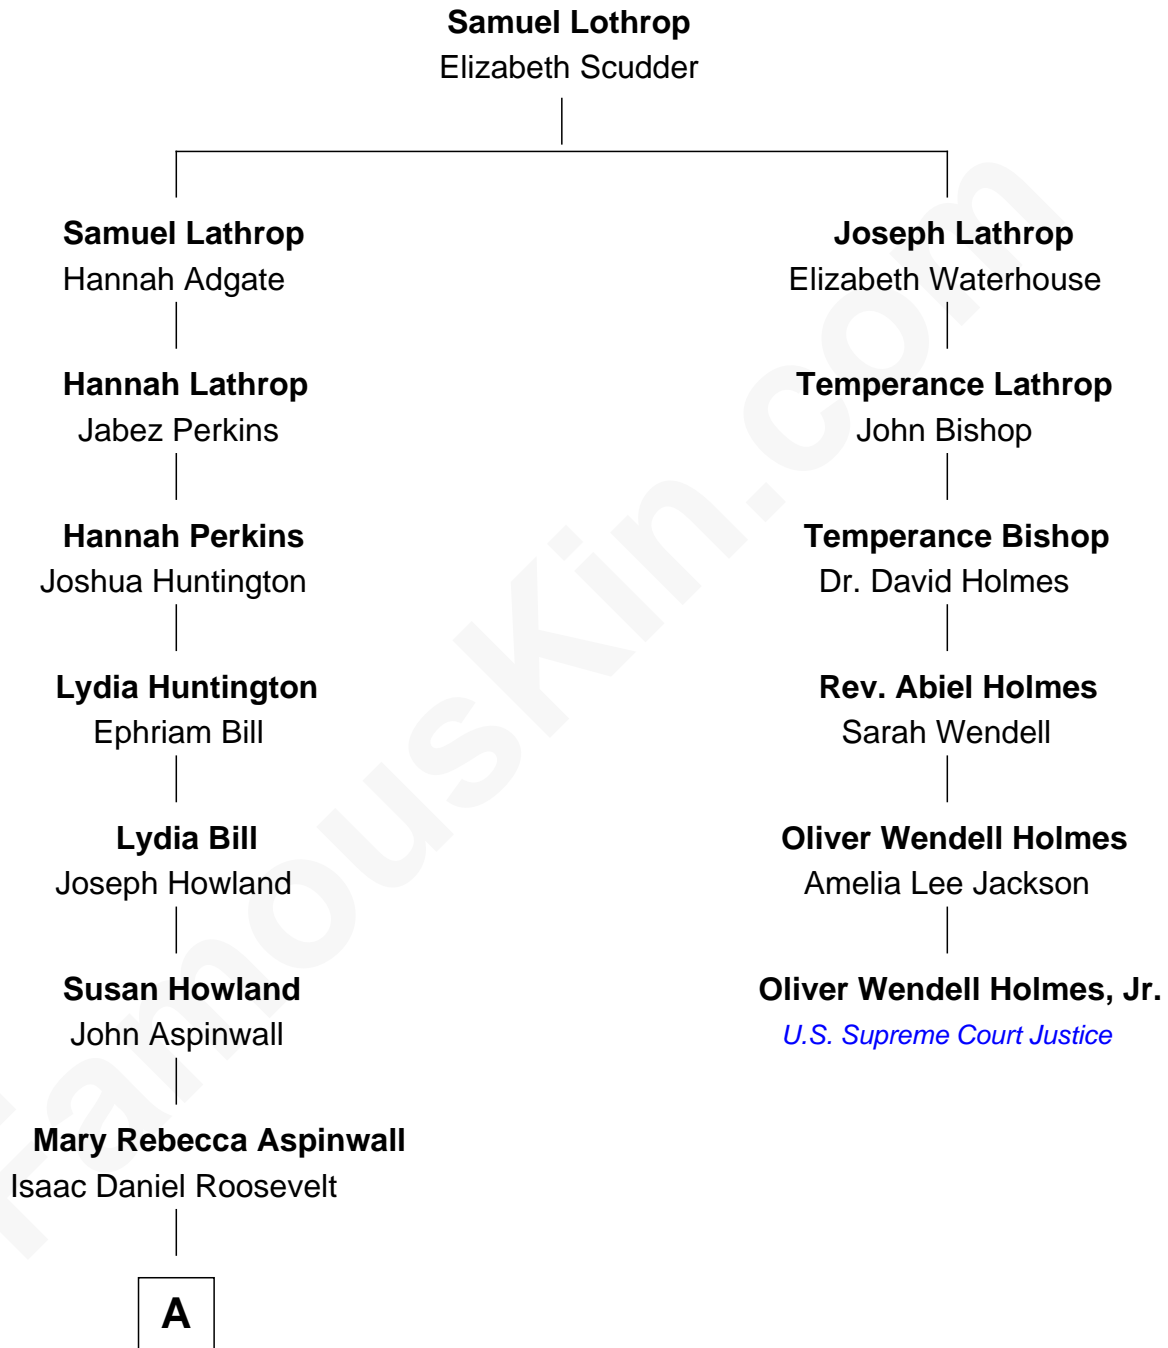 Samuel Lothrop
Elizabeth Scudder
Samuel Lathrop
Hannah Adgate
Hannah Lathrop
Jabez Perkins
Hannah Perkins
Joshua Huntington
Lydia Huntington
Ephriam Bill
Lydia Bill
Joseph Howland
Susan Howland
John Aspinwall
Mary Rebecca Aspinwall
Isaac Daniel Roosevelt
A
Joseph Lathrop
Elizabeth Waterhouse
Temperance Lathrop
John Bishop
Temperance Bishop
Dr. David Holmes
Rev. Abiel Holmes
Sarah Wendell
Oliver Wendell Holmes
Amelia Lee Jackson
Oliver Wendell Holmes, Jr.
U.S. Supreme Court Justice
FamousKin.com